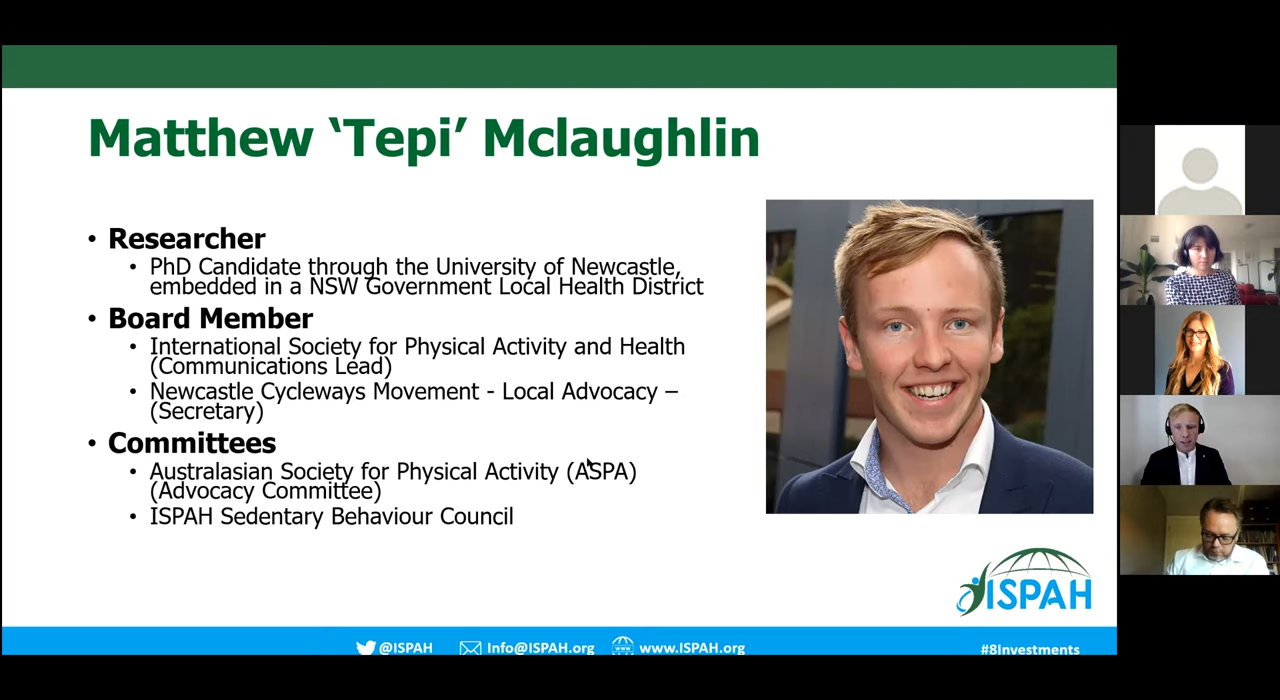 Matthew ‘Tepi’ Mclaughlin
• Researcher
• PhD Candidate through the University of Newcastle,
embedded in a NSW Government Local Health District
• Board Member
• International Society for Physical Activity and Health
(Communications Lead)
• Newcastle Cycleways Movement - Local Advocacy –
(Secretary)
• Committees
• Australasian Society for Physical Activity (ASPA)
(Advocacy Committee)
• ISPAH Sedentary Behaviour Council
ISPAH
@ISPAH Info@ISPAH.org www www.ISPAH.org #8Investments